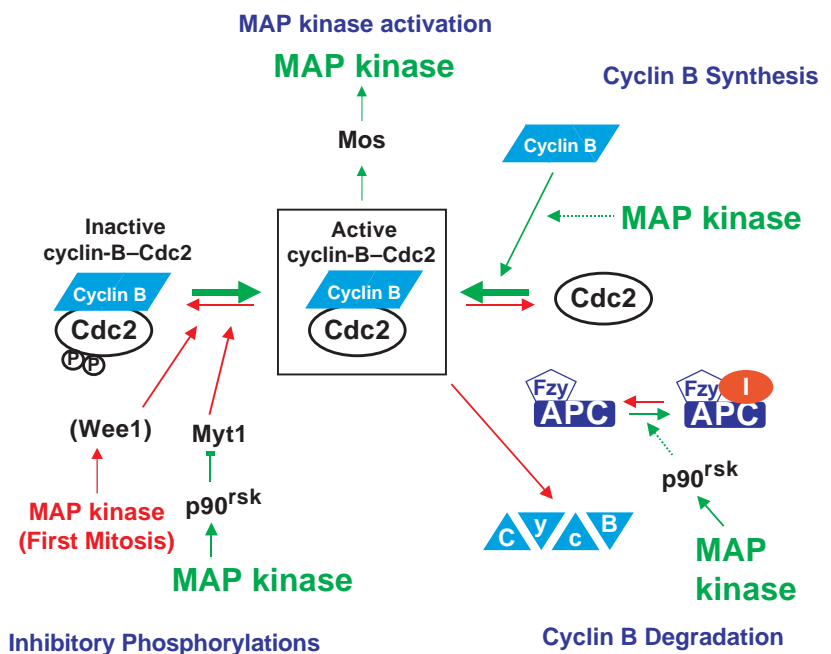 MAP kinase activation
MAP kinase
Cyclin B Synthesis
Mos
Cyclin B
MAP kinase
Inactive
cyclin-B–Cdc2
Cyclin B
Cdc2
P P
Active
cyclin-B–Cdc2
Cyclin B
Cdc2
Cdc2
Fzy
APC
Fzy I
APC
(Wee1)
Myt1
p90rsk
MAP kinase
(First Mitosis)
MAP kinase
C y c B
p90rsk
MAP
kinase
Inhibitory Phosphorylations
Cyclin B Degradation